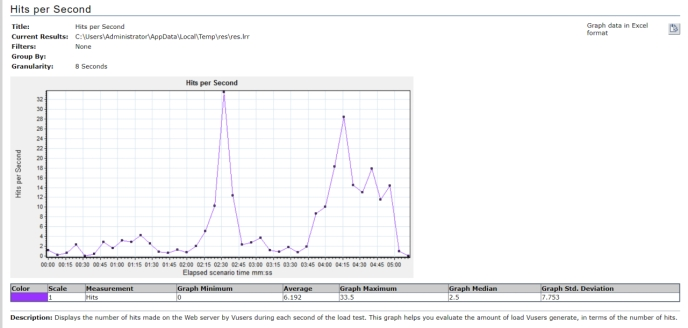 Hits per Second
Title: Hits per Second
Current Results: C:\Users\Administrator\AppData\Local\Temp\res\res.lrr
Filters: None
Group By:
Granularity: 8 Seconds
Graph data in Excel
format
Hits per Second
Hits per Second
32
30
28
26
24
22
20
18
16
14
12
10
8
6
4
2
0
00:00 00:15 00:30 00:45 01:00 01:15 01:30 01:45 02:00 02:15 02:30 02:45 03:00 03:15 03:30 03:45 04:00 04:15 04:30 04:45 05:00
Elapsed scenario time mm:ss
Color Scale Measurement Graph Minimum Average Graph Maximum Graph Median Graph Std. Deviation
1 Hits 0 6.192 33.5 2.5 7.753
Description: Displays the number of hits made on the Web server by Vusers during each second of the load test. This graph helps you evaluate the amount of load Vusers generate, in terms of the number of hits.